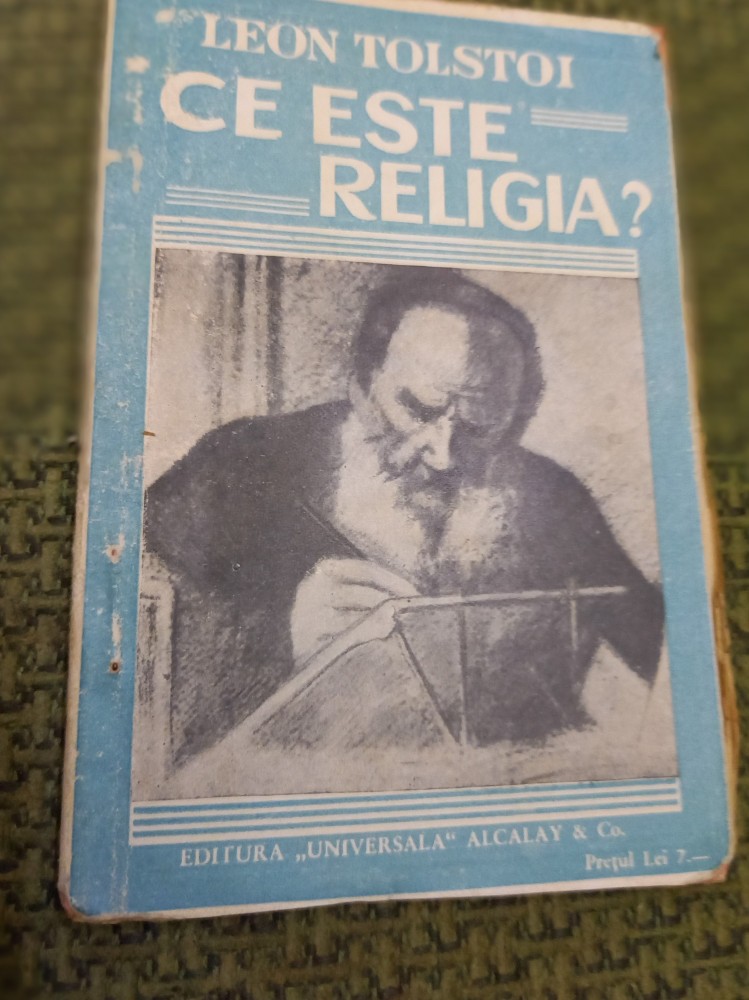 LEON TOLSTOI
CE ESTE
RELIGIA?
EDITURA „UNIVERSALA“ ALCALAY & Co.
Prețul Lei 7.—